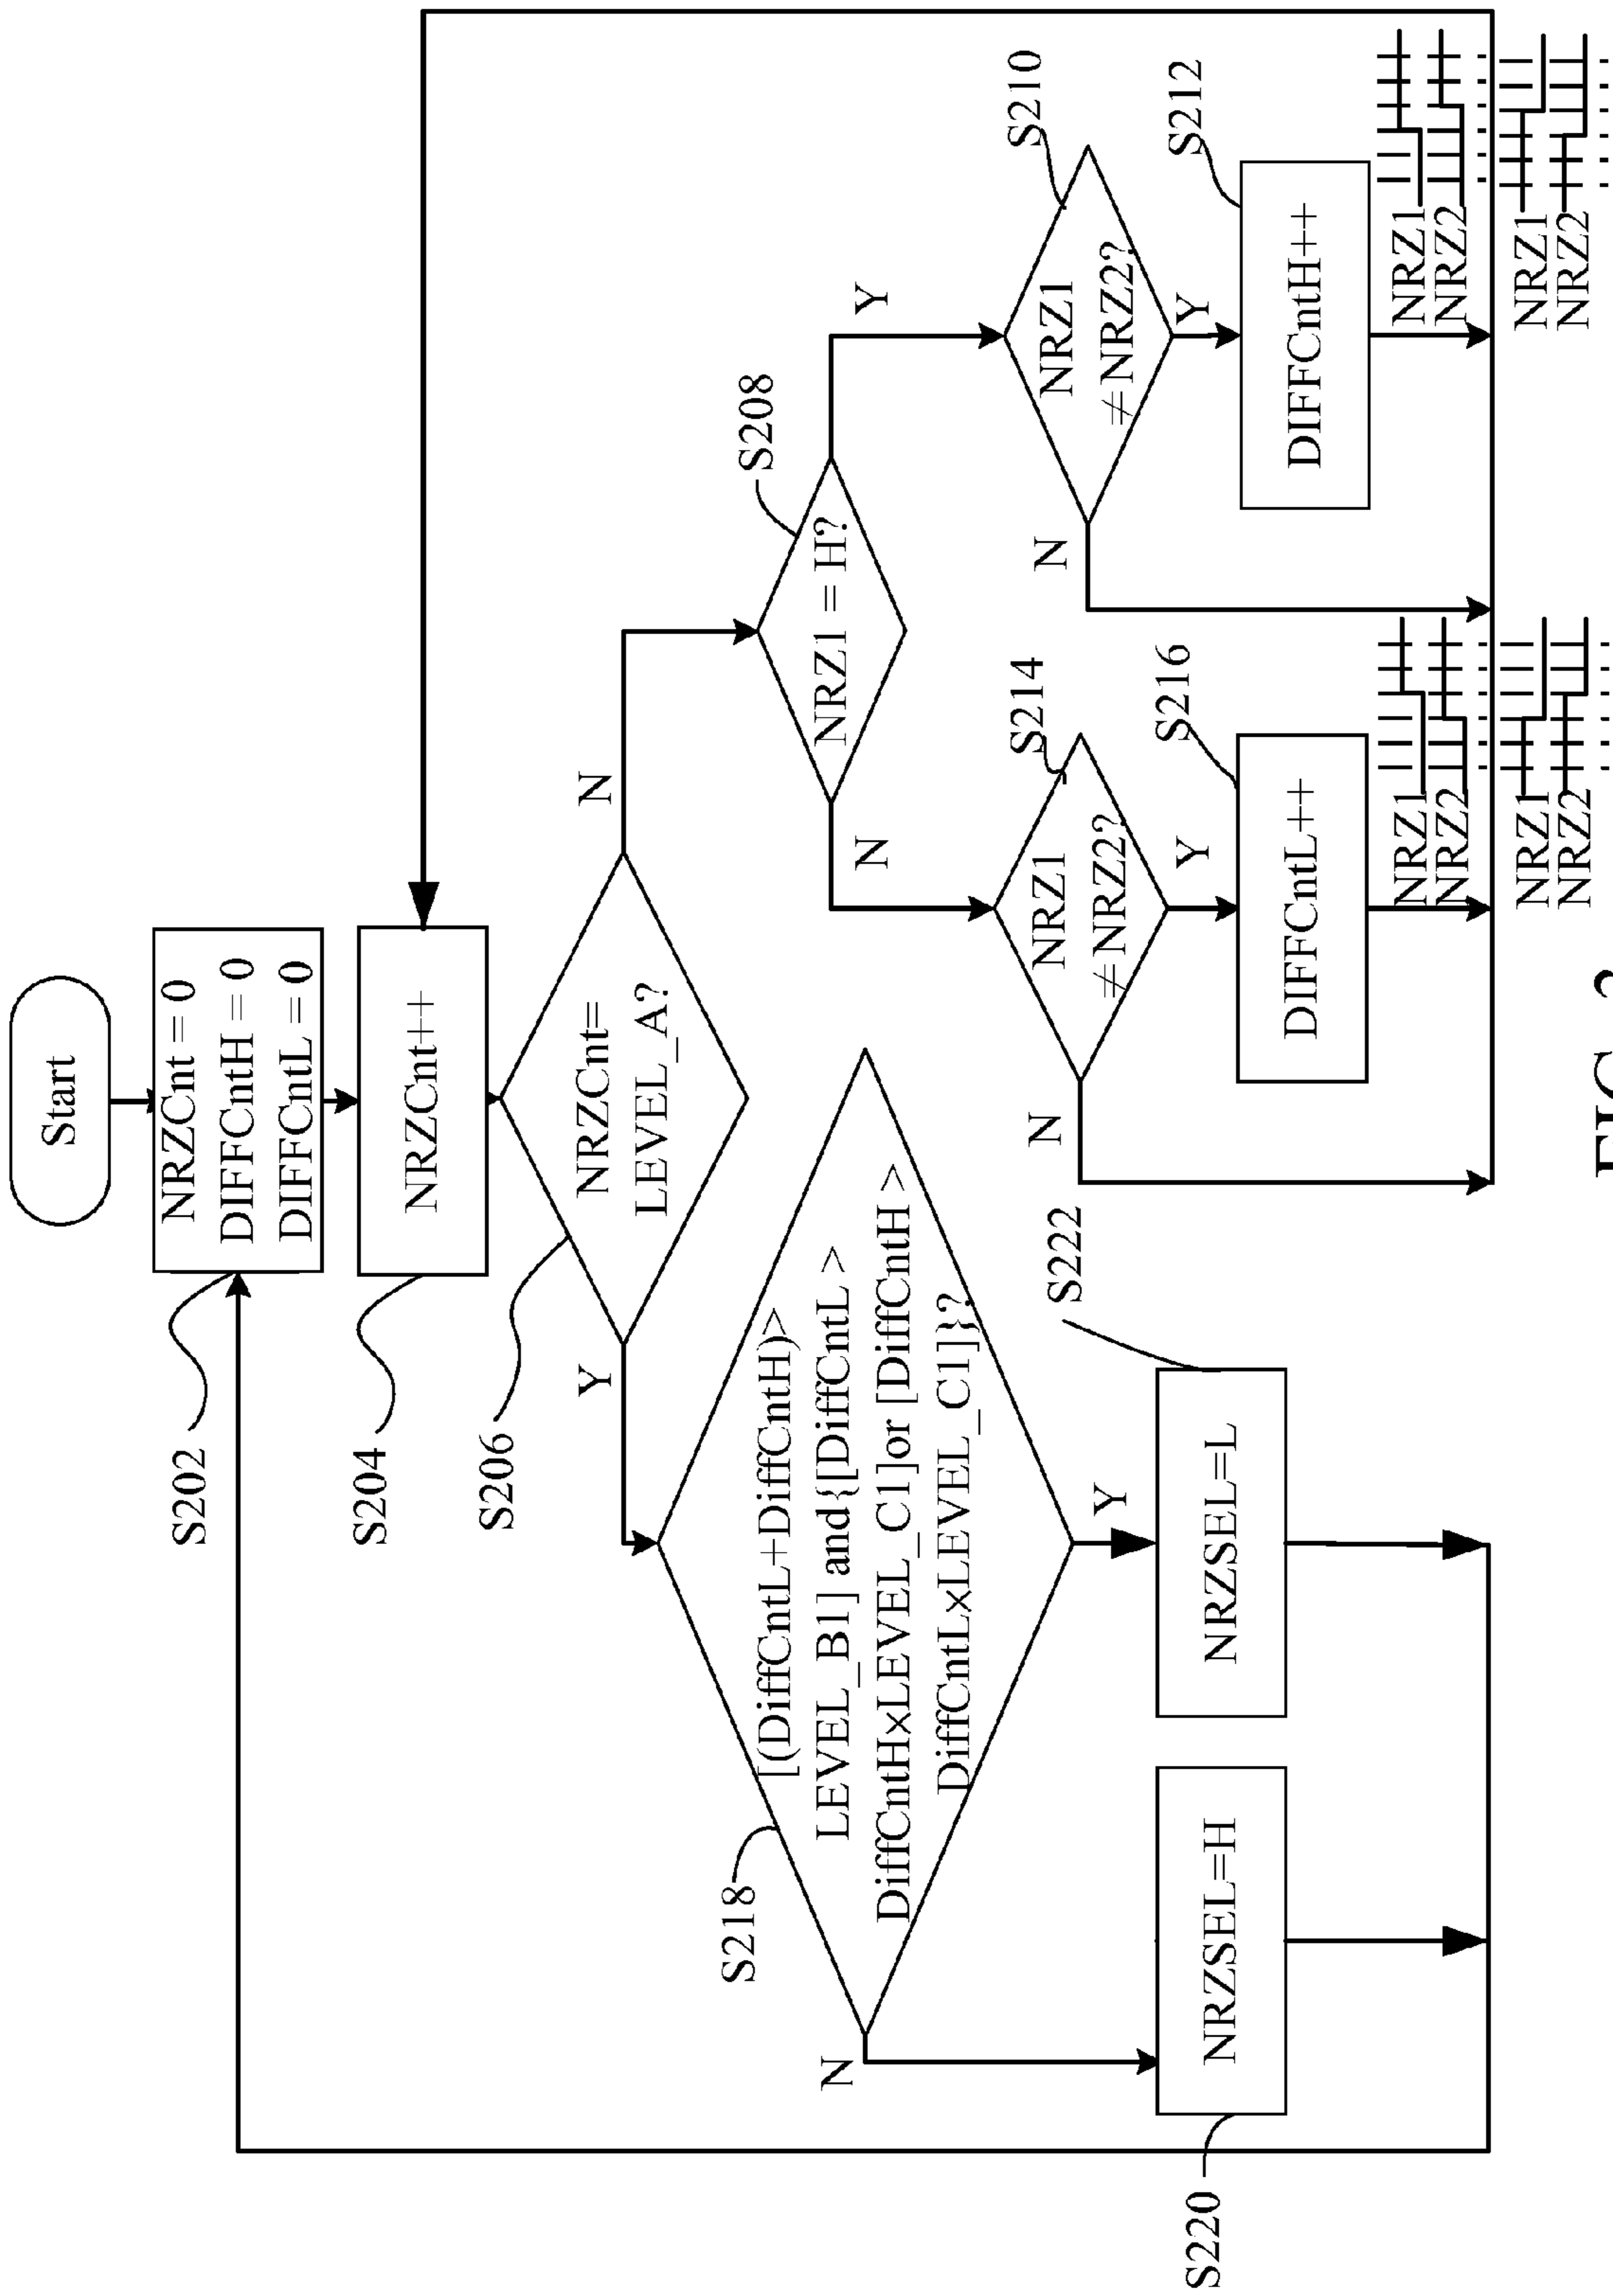 Start
S202
NRZCnt = 0
DIFFCntH = 0
DIFFCntL = 0
S204
NRZCnt++
S206
NRZCnt=
LEVEL_A?
Y
N
S208
NRZ1 = H?
N
Y
S218
[(DiffCntL+DiffCntH)>
LEVEL_B1] and{[DiffCntL >
DiffCntH×LEVEL_C1]or [DiffCntH >
DiffCntL×LEVEL_C1]}?
N
Y
S214
NRZ1
≠NRZ2?
N
Y
S210
NRZ1
≠NRZ2?
N
Y
S220
NRZSEL=H
S222
NRZSEL=L
S216
DIFFCntL++
S212
DIFFCntH++
NRZ1
NRZ2
NRZ1
NRZ2
NRZ1
NRZ2
NRZ1
NRZ2